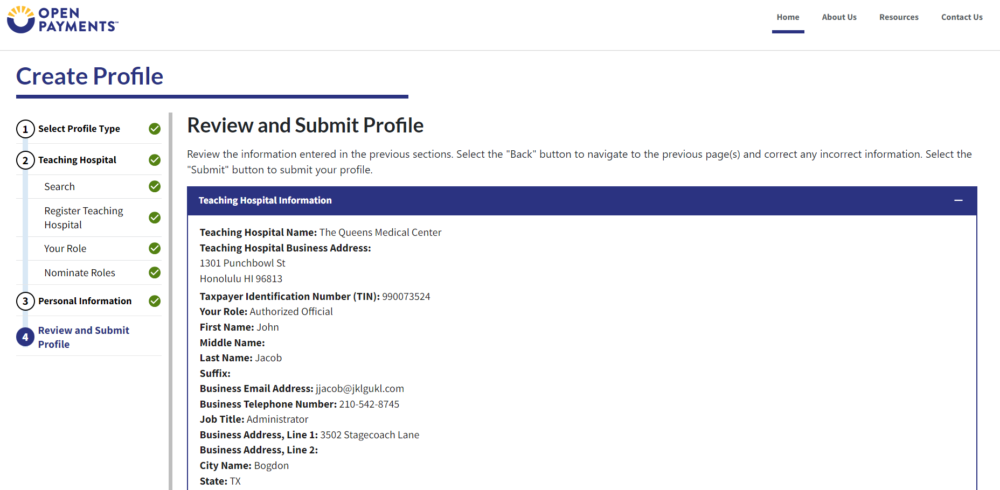 OPEN
PAYMENTS™
Home About Us Resources Contact Us
Create Profile
1 Select Profile Type
2 Teaching Hospital
Search
Register Teaching
Hospital
Your Role
Nominate Roles
3 Personal Information
4 Review and Submit
Profile
Review and Submit Profile
Review the information entered in the previous sections. Select the "Back" button to navigate to the previous page(s) and correct any incorrect information. Select the
"Submit" button to submit your profile.
Teaching Hospital Information
Teaching Hospital Name: The Queens Medical Center
Teaching Hospital Business Address:
1301 Punchbowl St
Honolulu HI 96813
Taxpayer Identification Number (TIN): 990073524
Your Role: Authorized Official
First Name: John
Middle Name:
Last Name: Jacob
Suffix:
Business Email Address: jjacob@jklgukl.com
Business Telephone Number: 210-542-8745
Job Title: Administrator
Business Address, Line 1: 3502 Stagecoach Lane
Business Address, Line 2:
City Name: Bogdon
State: TX